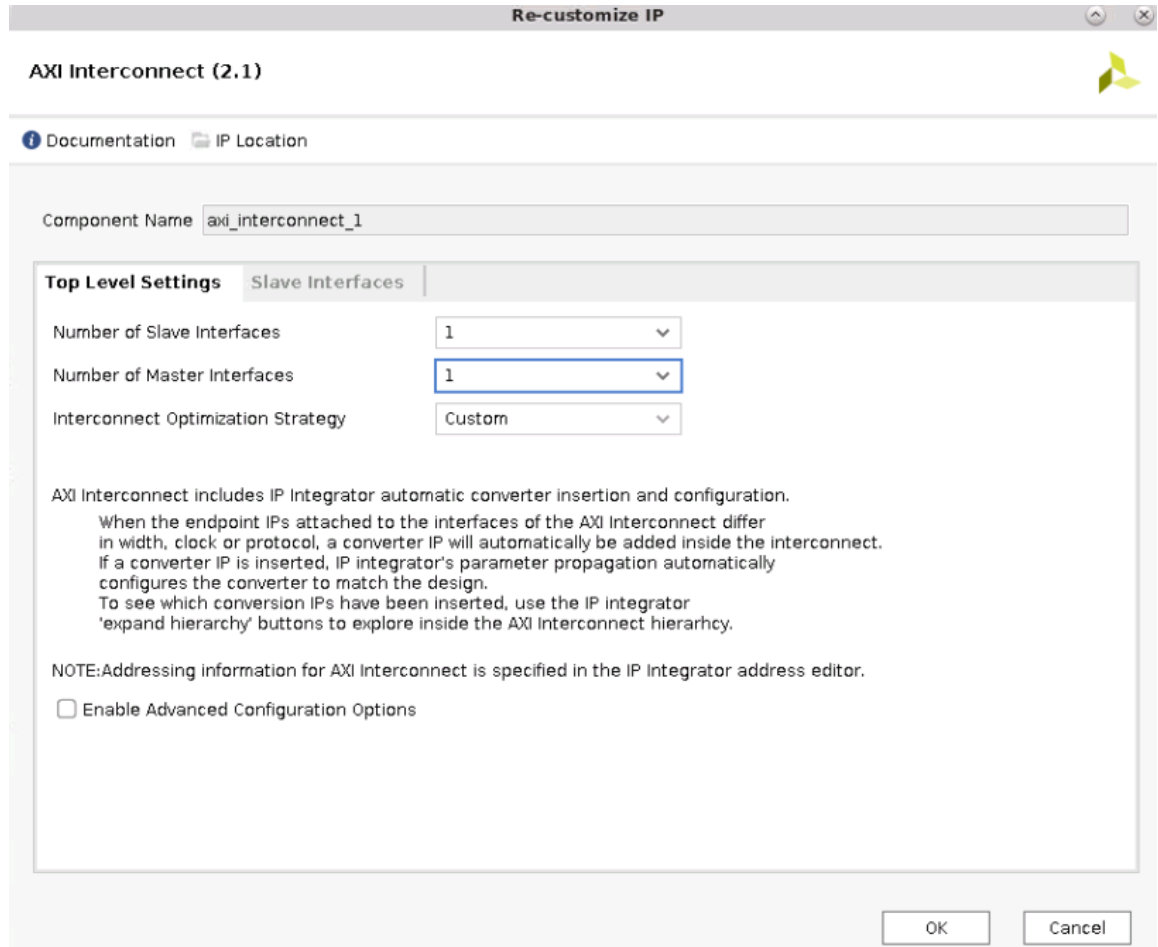 Re-customize IP
AXI Interconnect (2.1)
Documentation IP Location
Component Name axi_interconnect_1
Top Level Settings Slave Interfaces
Number of Slave Interfaces 1
Number of Master Interfaces 1
Interconnect Optimization Strategy Custom
AXI Interconnect includes IP Integrator automatic converter insertion and configuration.
When the endpoint IPs attached to the interfaces of the AXI Interconnect differ
in width, clock or protocol, a converter IP will automatically be added inside the interconnect.
If a converter IP is inserted, IP integrator's parameter propagation automatically
configures the converter to match the design.
To see which conversion IPs have been inserted, use the IP integrator
'expand hierarchy' buttons to explore inside the AXI Interconnect hierarhcy.
NOTE:Addressing information for AXI Interconnect is specified in the IP Integrator address editor.
Enable Advanced Configuration Options
OK Cancel